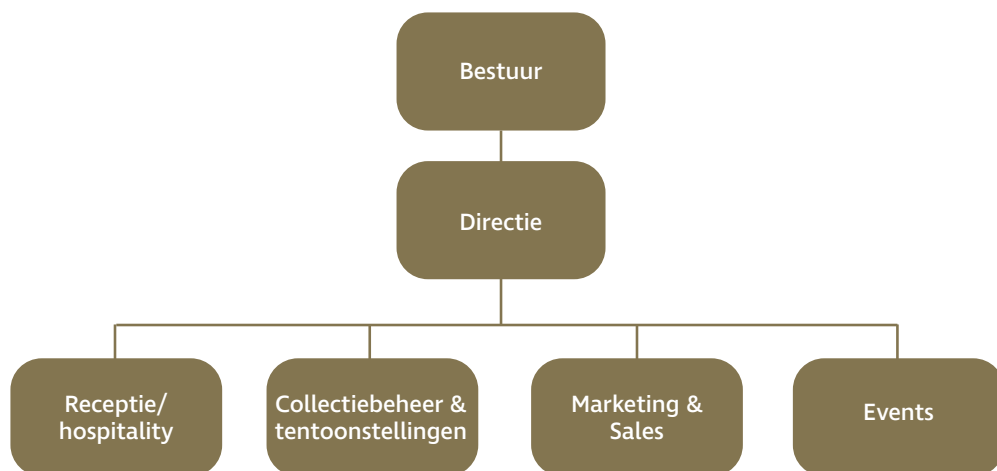 Bestuur
Directie
Receptie/
hospitality
Collectiebeheer &
tentoonstellingen
Marketing &
Sales
Events